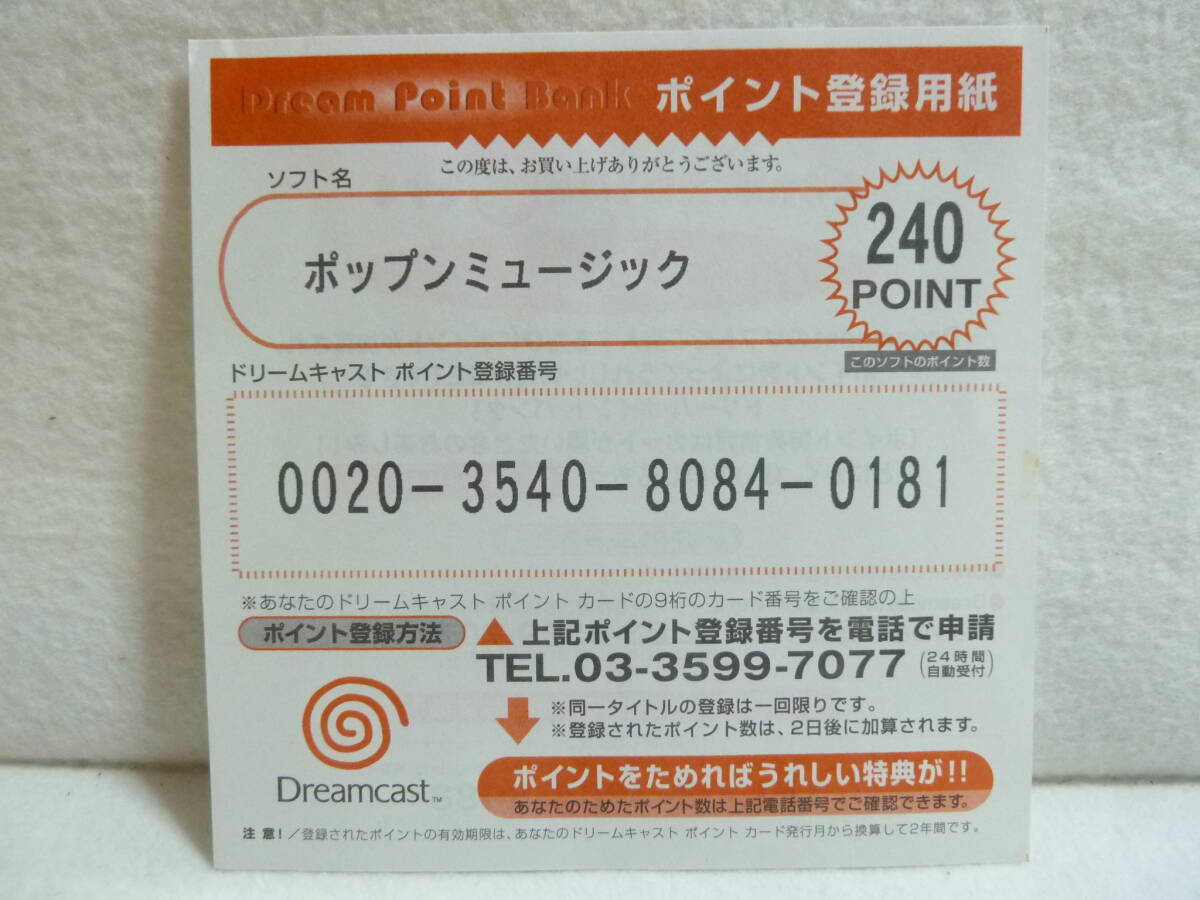 Dream Point Bank ポイント登録用紙
この度は、お買い上げありがとうございます。
ソフト名
ポップンミュージック
240
POINT
このソフトのポイント数
ドリームキャスト ポイント登録番号
0020-3540-8084-0181
※あなたのドリームキャスト ポイント カードの9桁のカード番号をご確認の上
ポイント登録方法
▲上記ポイント登録番号を電話で申請
TEL.03-3599-7077(24時間自動受付)
※同一タイトルの登録は一回限りです。
※登録されたポイント数は、2日後に加算されます。
Dreamcast™
ポイントをためればうれしい特典が!!
あなたのためたポイント数は上記電話番号でご確認できます。
注意!/登録されたポイントの有効期限は、あなたのドリームキャスト ポイント カード発行月から換算して2年間です。